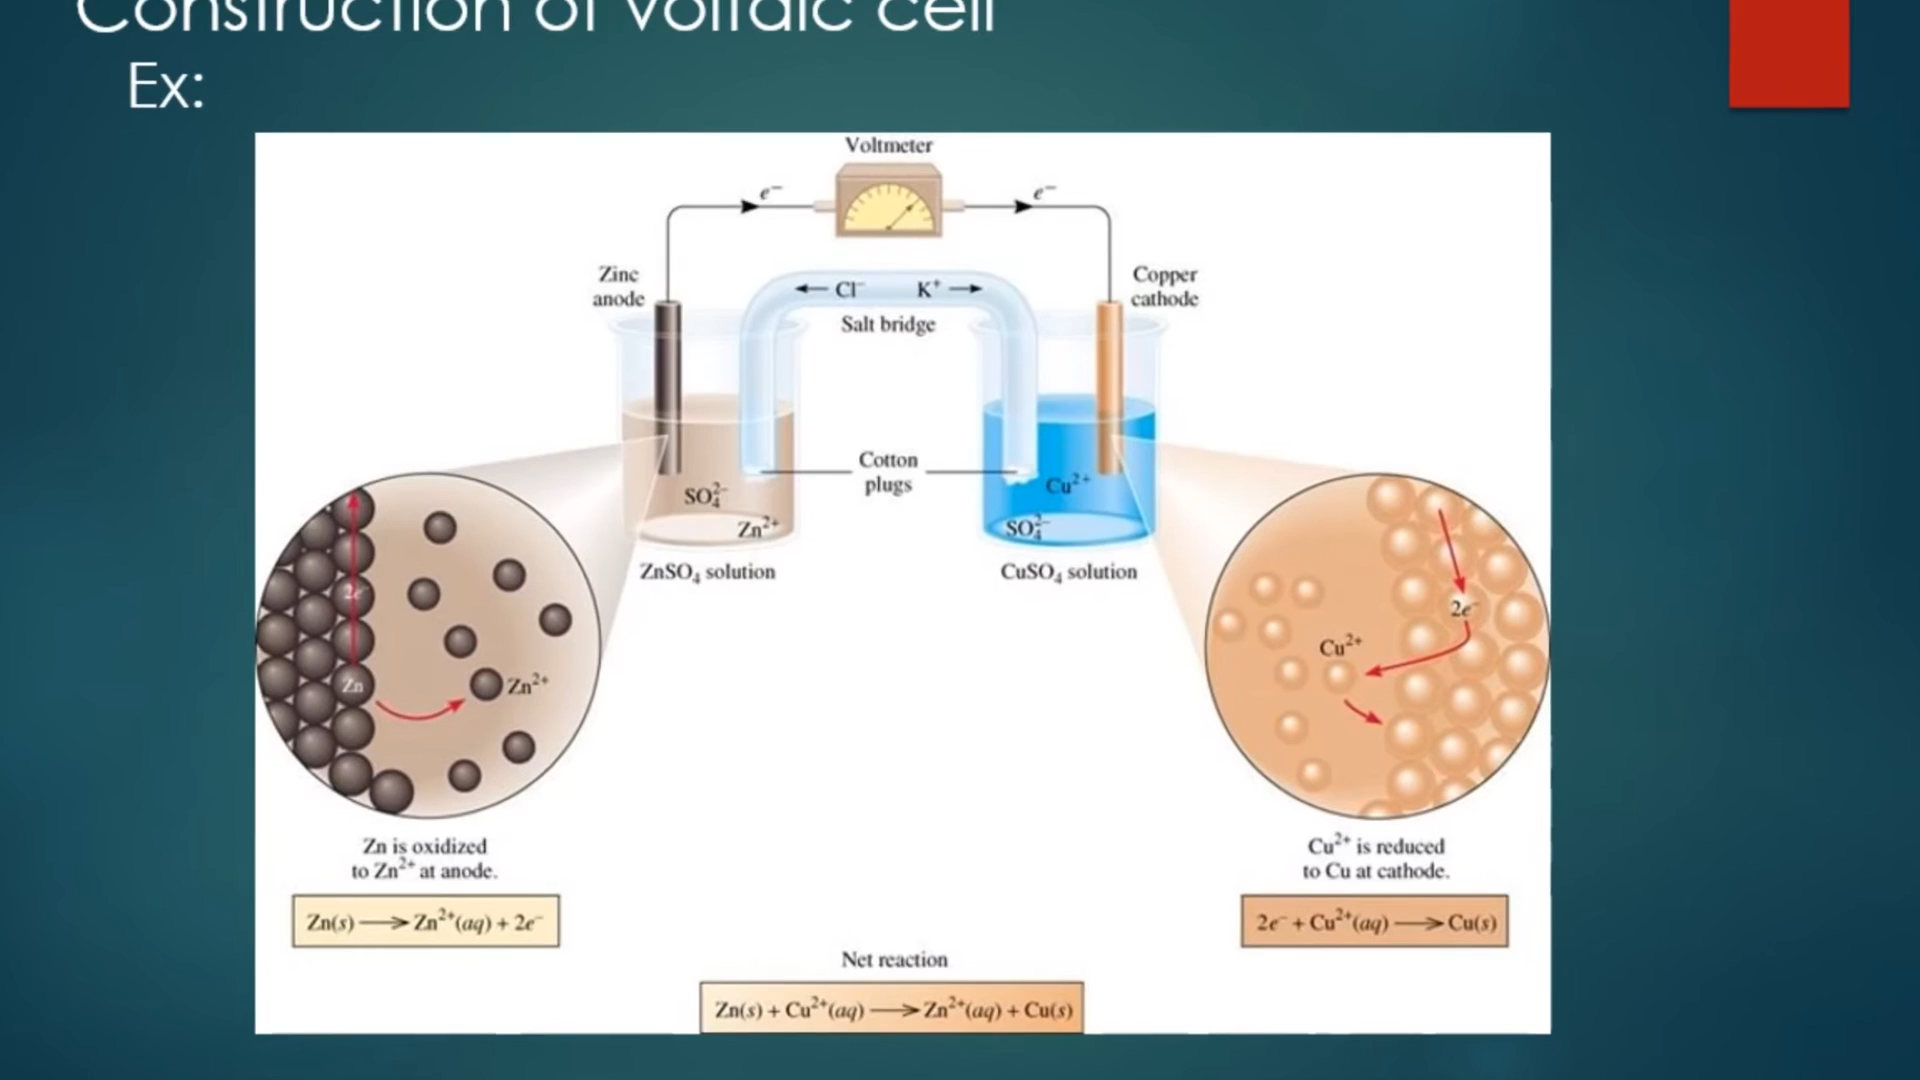 Construction of voltaic cell
Ex:
Voltmeter
e⁻
e⁻
Zinc
anode
Copper
cathode
← Cl⁻ K⁺ →
Salt bridge
Cotton
plugs
SO₄²⁻
Zn²⁺
Cu²⁺
SO₄²⁻
ZnSO₄ solution
CuSO₄ solution
2e⁻
Zn
Zn²⁺
2e⁻
Cu²⁺
Zn is oxidized
to Zn²⁺ at anode.
Zn(s) ⟶ Zn²⁺(aq) + 2e⁻
Cu²⁺ is reduced
to Cu at cathode.
2e⁻ + Cu²⁺(aq) ⟶ Cu(s)
Net reaction
Zn(s) + Cu²⁺(aq) ⟶ Zn²⁺(aq) + Cu(s)